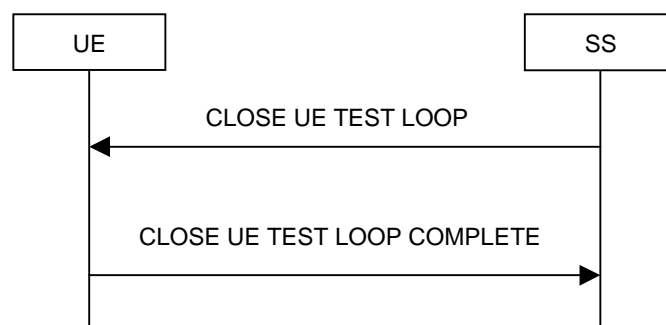 UE
SS
CLOSE UE TEST LOOP
CLOSE UE TEST LOOP COMPLETE